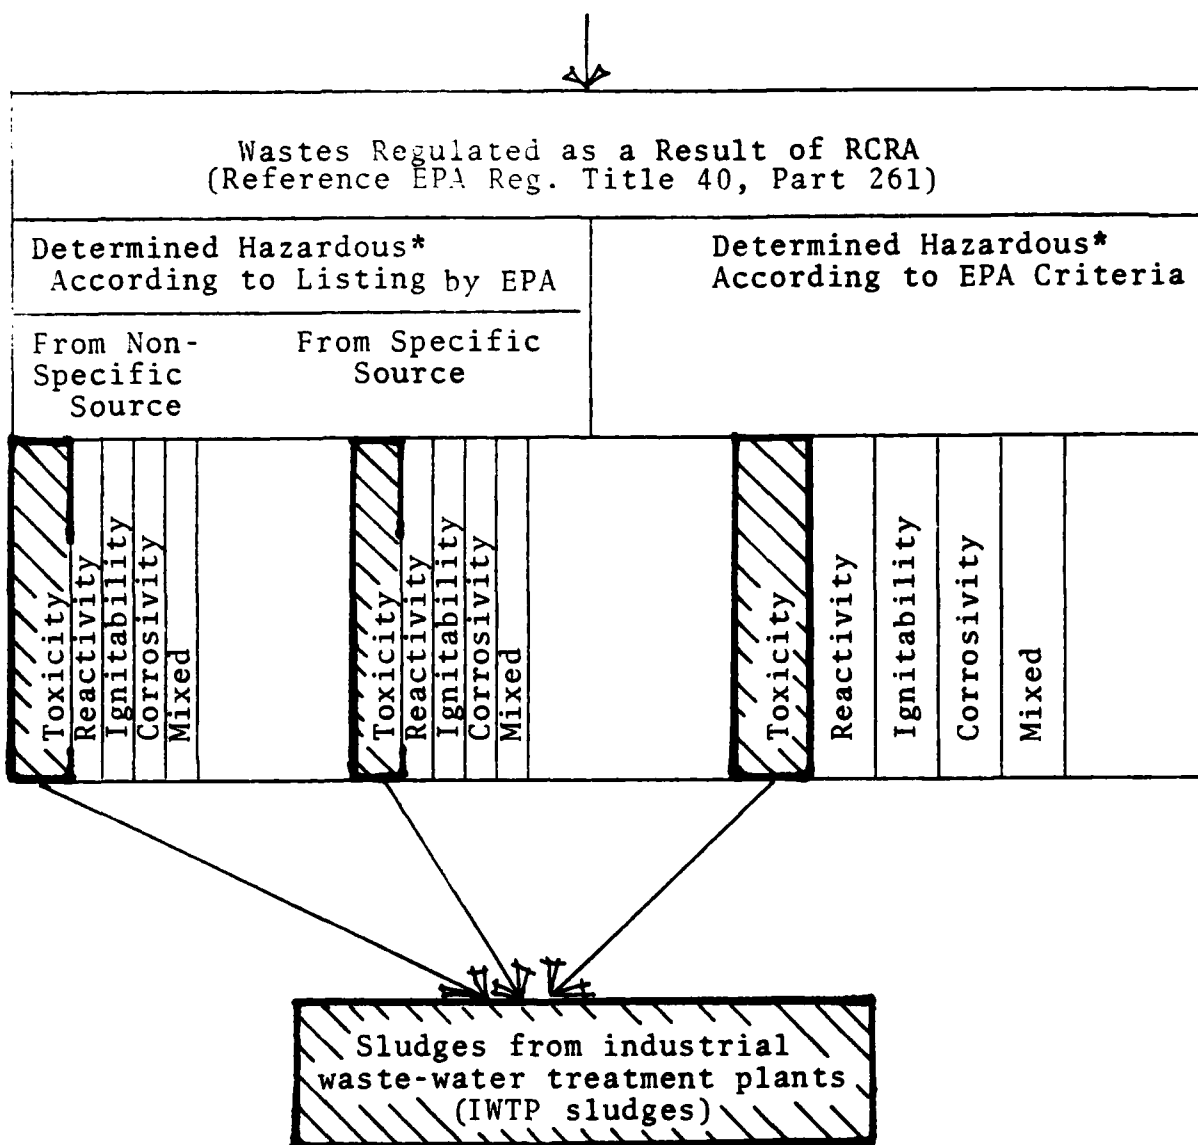 Wastes Regulated as a Result of RCRA
(Reference EPA Reg. Title 40, Part 261)
Determined Hazardous*
According to Listing by EPA
Determined Hazardous*
According to EPA Criteria
From Non-
Specific
Source
From Specific
Source
Toxicity
Reactivity
Ignitability
Corrosivity
Mixed
Toxicity
Reactivity
Ignitability
Corrosivity
Mixed
Toxicity
Reactivity
Ignitability
Corrosivity
Mixed
Sludges from industrial
waste-water treatment plants
(IWTP sludges)